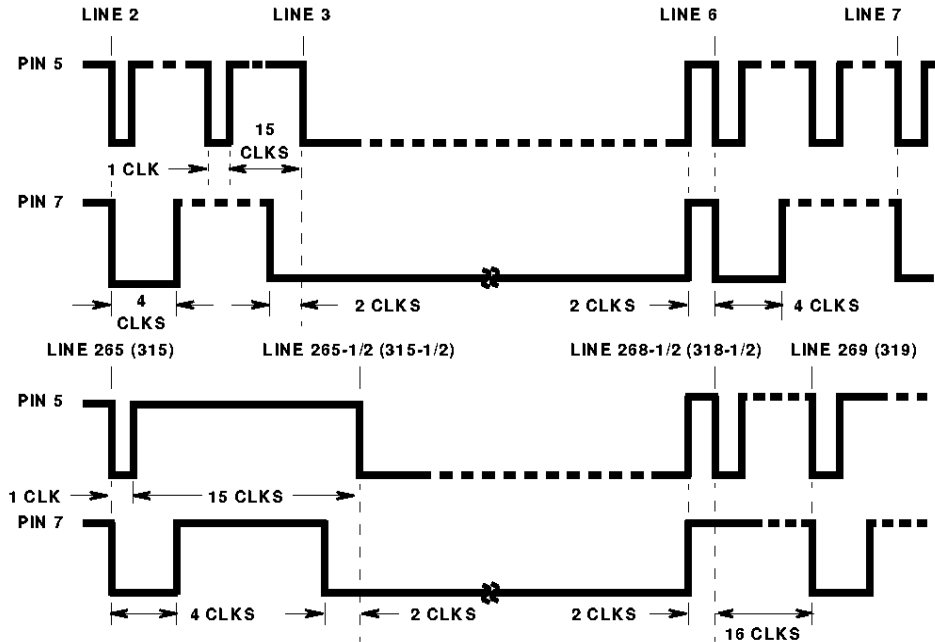 LINE 2 LINE 3 LINE 6 LINE 7
PIN 5
15
CLKS
1 CLK
PIN 7
4
CLKS
2 CLKS 2 CLKS 4 CLKS
LINE 265 (315) LINE 265-1/2 (315-1/2) LINE 268-1/2 (318-1/2) LINE 269 (319)
PIN 5
1 CLK 15 CLKS
PIN 7
4 CLKS 2 CLKS 2 CLKS
16 CLKS